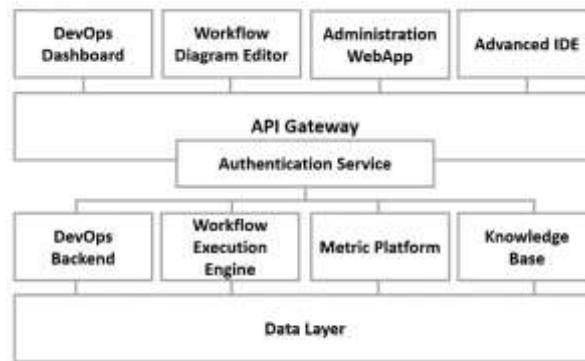 DevOps
Dashboard
Workflow
Diagram Editor
Administration
WebApp
Advanced IDE
API Gateway
Authentication Service
DevOps
Backend
Workflow
Execution
Engine
Metric Platform
Knowledge
Base
Data Layer